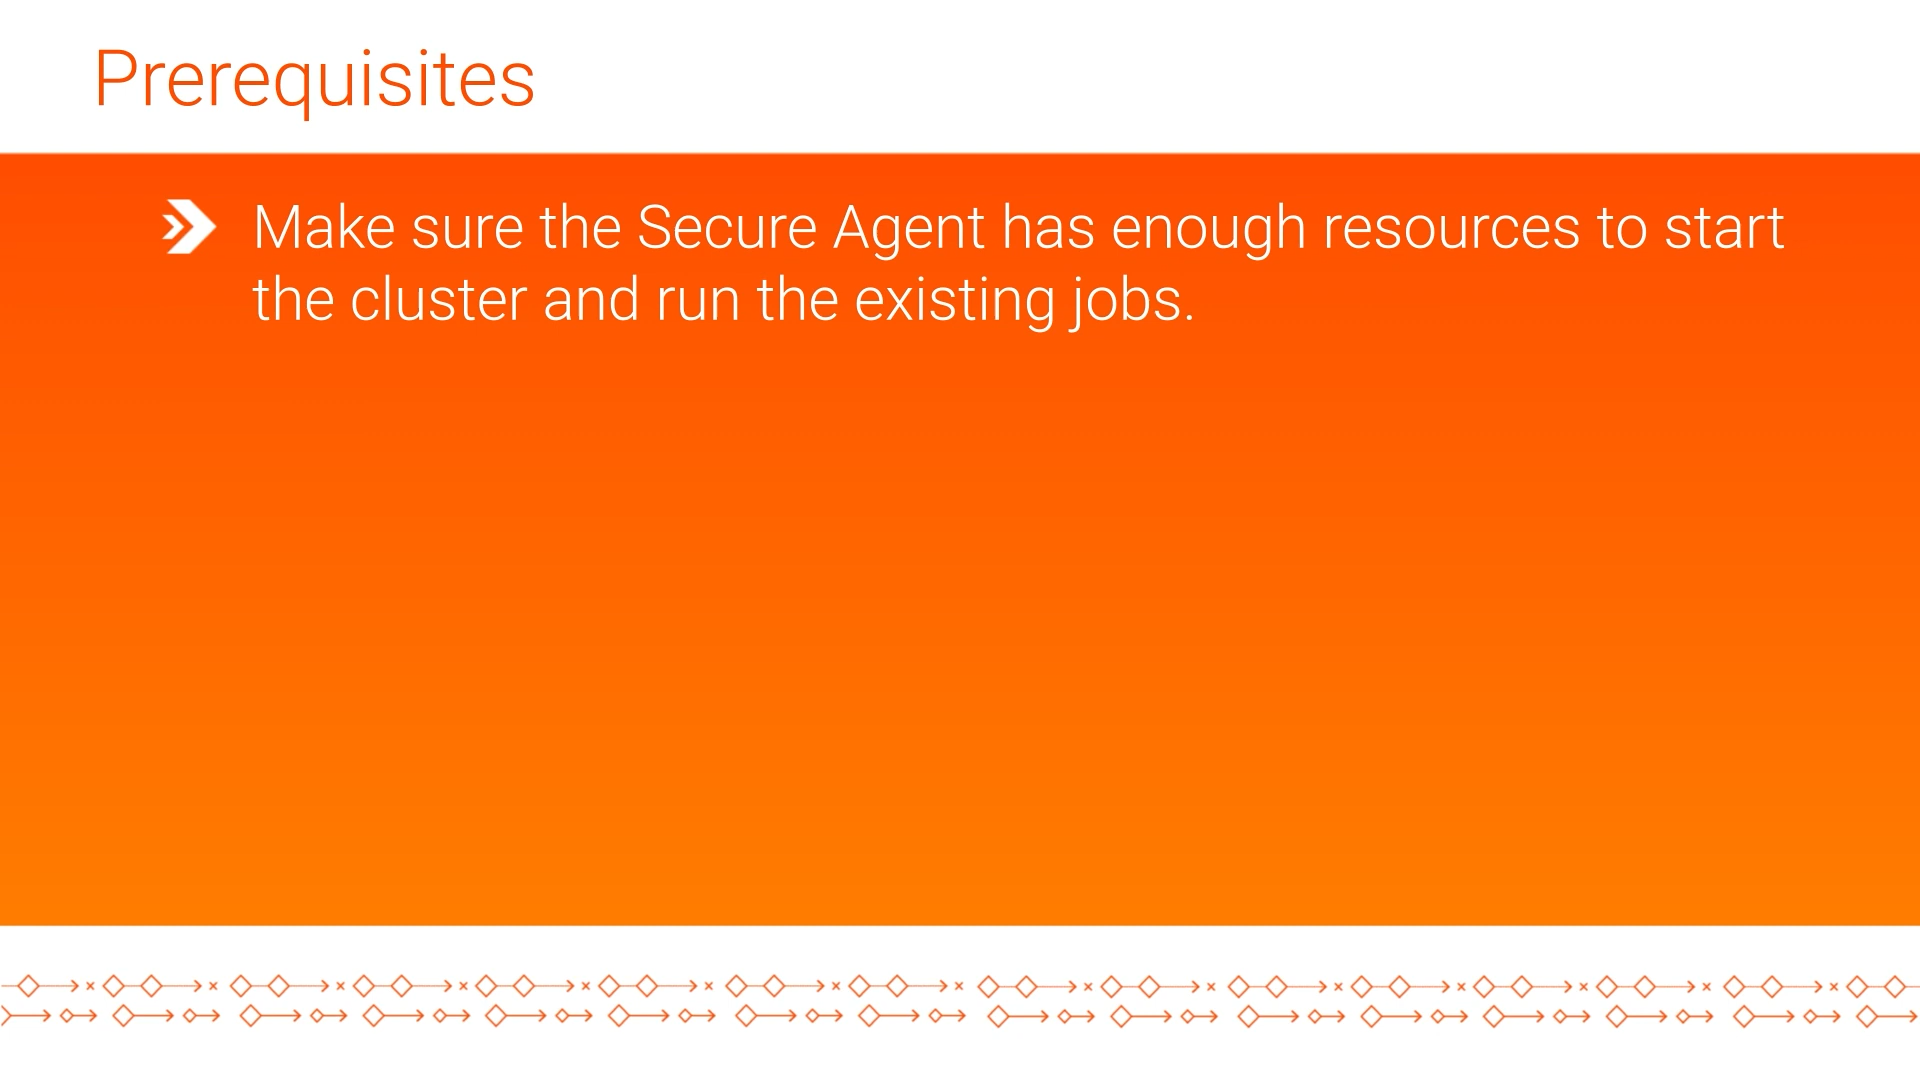 Prerequisites
Make sure the Secure Agent has enough resources to start
the cluster and run the existing jobs.